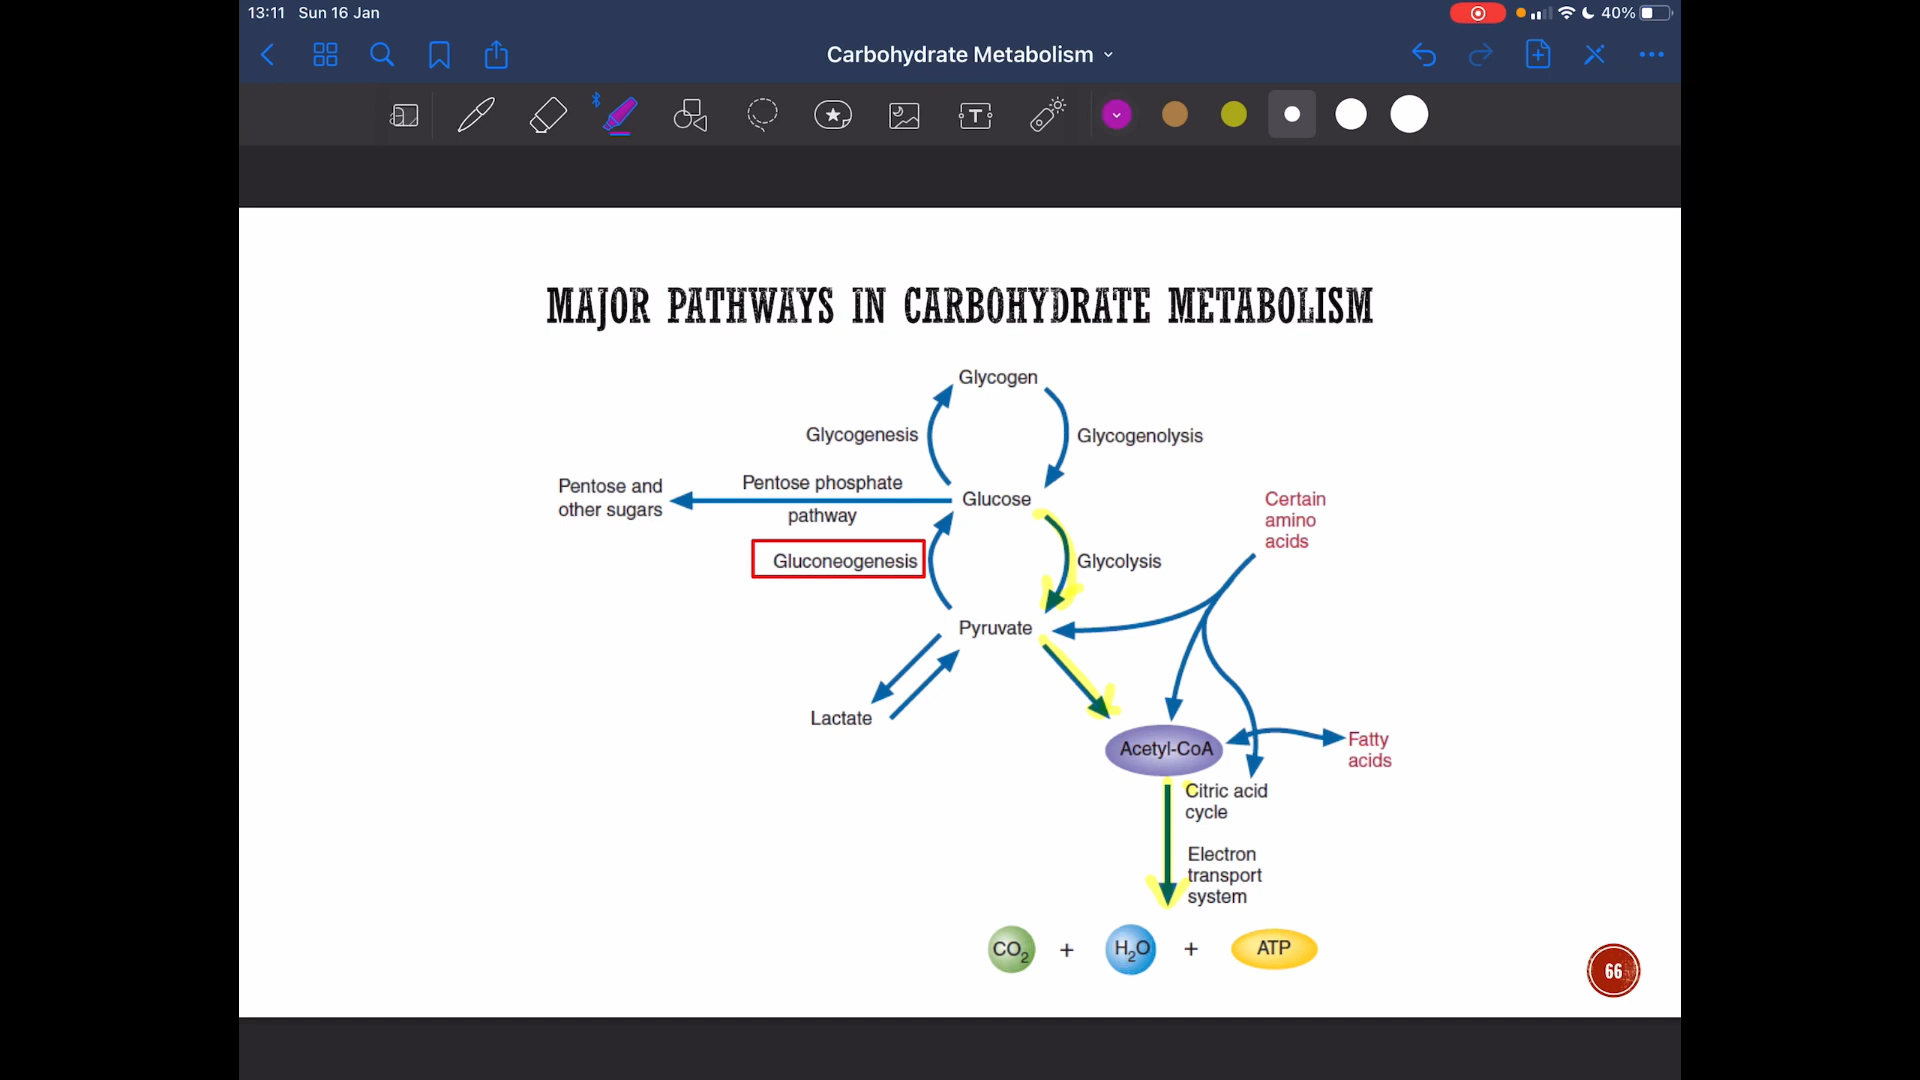 13:11 Sun 16 Jan
40%
Carbohydrate Metabolism
T
MAJOR PATHWAYS IN CARBOHYDRATE METABOLISM
Glycogen
Glycogenesis
Glycogenolysis
Pentose and
other sugars
Pentose phosphate
pathway
Glucose
Certain
amino
acids
Gluconeogenesis
Glycolysis
Pyruvate
Lactate
Acetyl-CoA
Fatty
acids
Citric acid
cycle
Electron
transport
system
CO₂ + H₂O + ATP
66